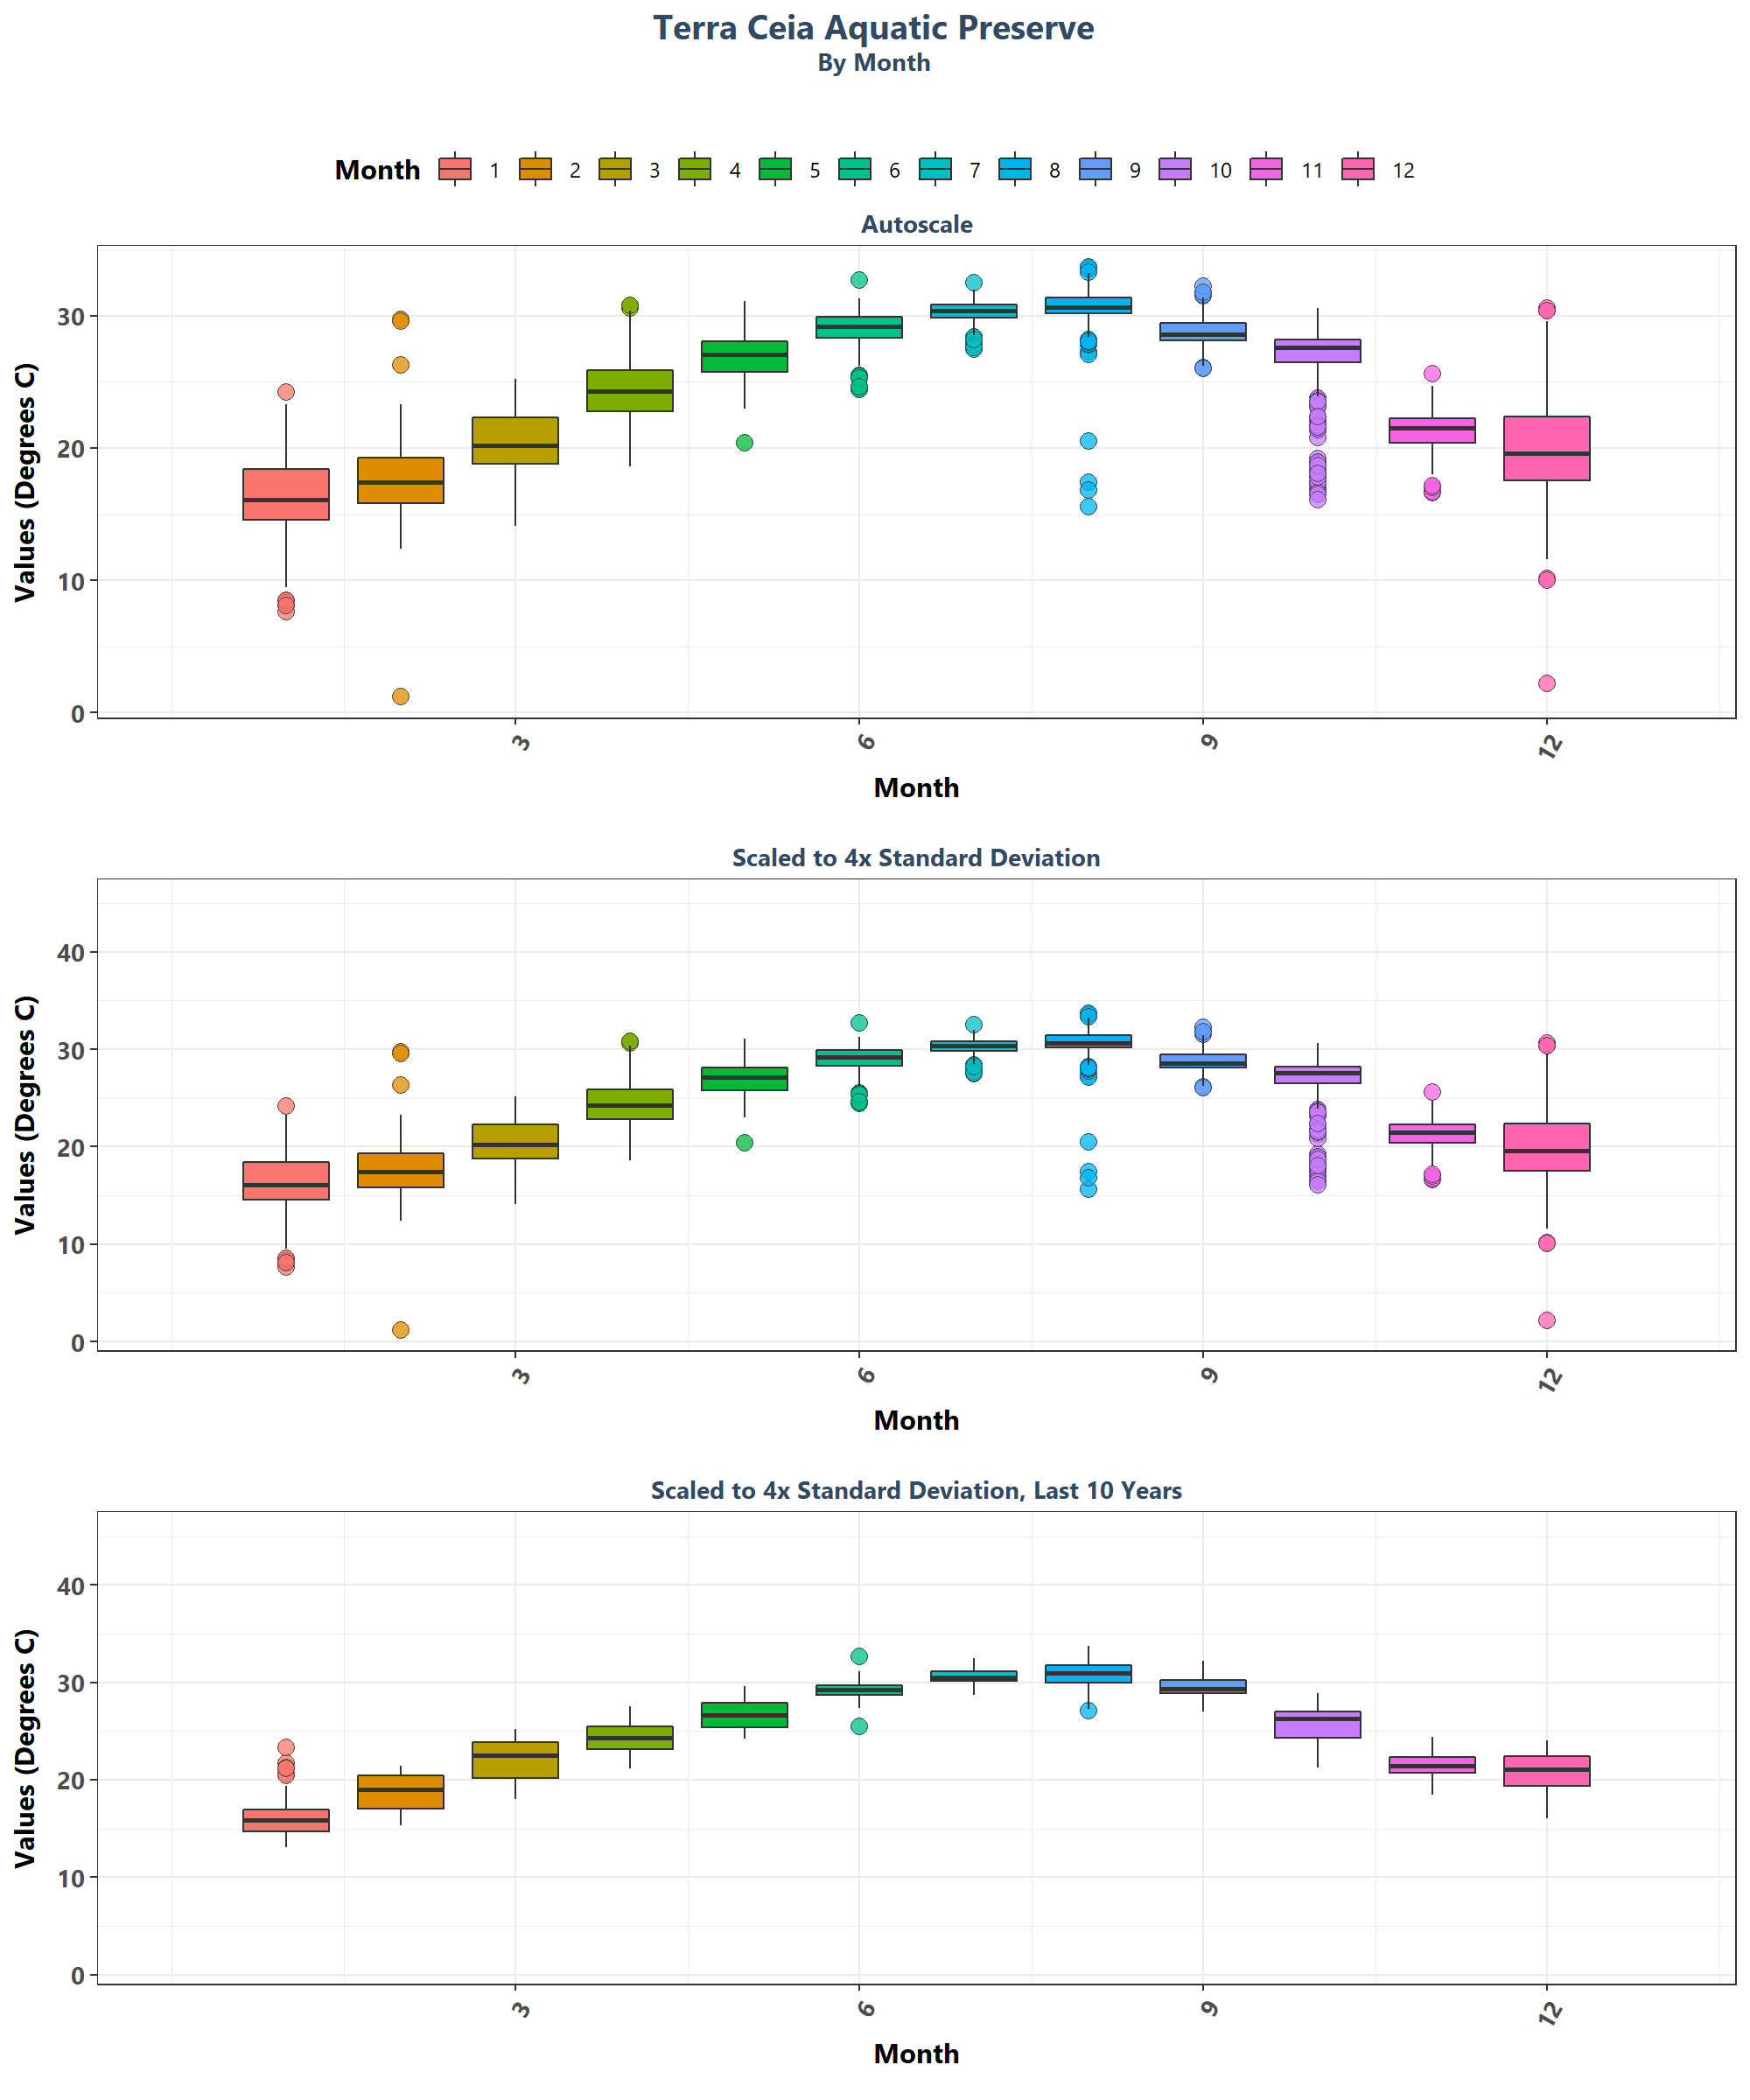 Terra Ceia Aquatic Preserve
By Month
Month 1 2 3 4 5 6 7 8 9 10 11 12
Autoscale
Values (Degrees C)
30
20
10
0
3 6 9 12
Month
Scaled to 4x Standard Deviation
Values (Degrees C)
40
30
20
10
0
3 6 9 12
Month
Scaled to 4x Standard Deviation, Last 10 Years
Values (Degrees C)
40
30
20
10
0
3 6 9 12
Month